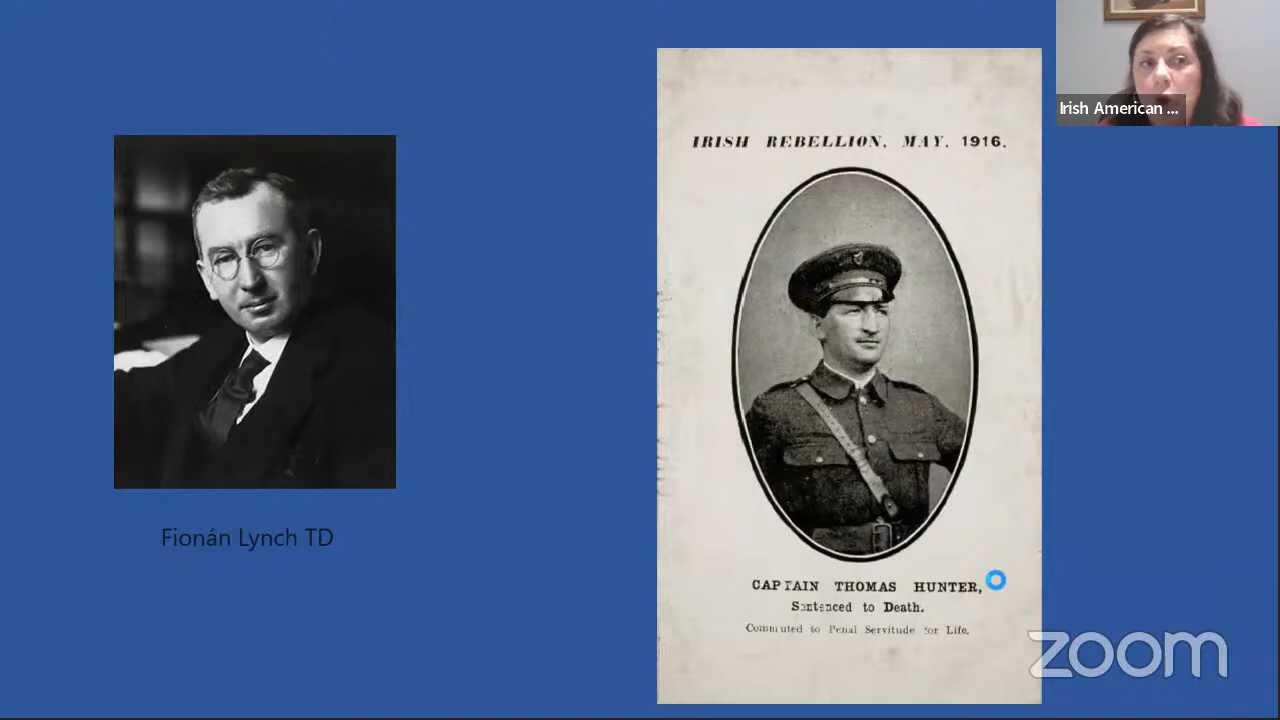 Irish American ...
IRISH REBELLION, MAY, 1916.
Fionán Lynch TD
CAPTAIN THOMAS HUNTER,
Sentenced to Death.
Commuted to Penal Servitude for Life.
zoom